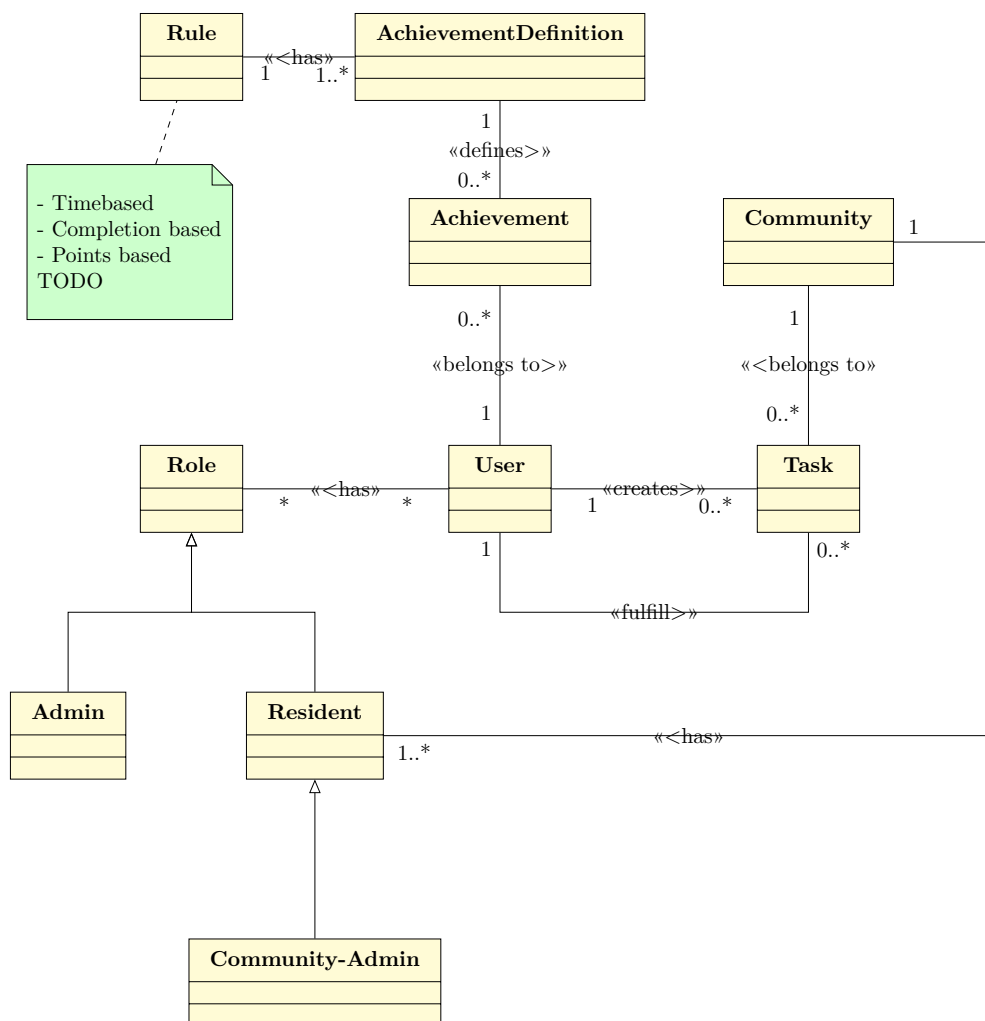 Rule
AchievementDefinition
«<has»
1
1..*
1
«defines>»
0..*
- Timebased
- Completion based
- Points based
TODO
Achievement
Community
1
0..*
1
«belongs to>»
«<belongs to»
1
0..*
Role
User
Task
*
«<has»
*
1
«creates>»
0..*
1
0..*
«fulfill>»
Admin
Resident
1..*
«<has»
Community-Admin